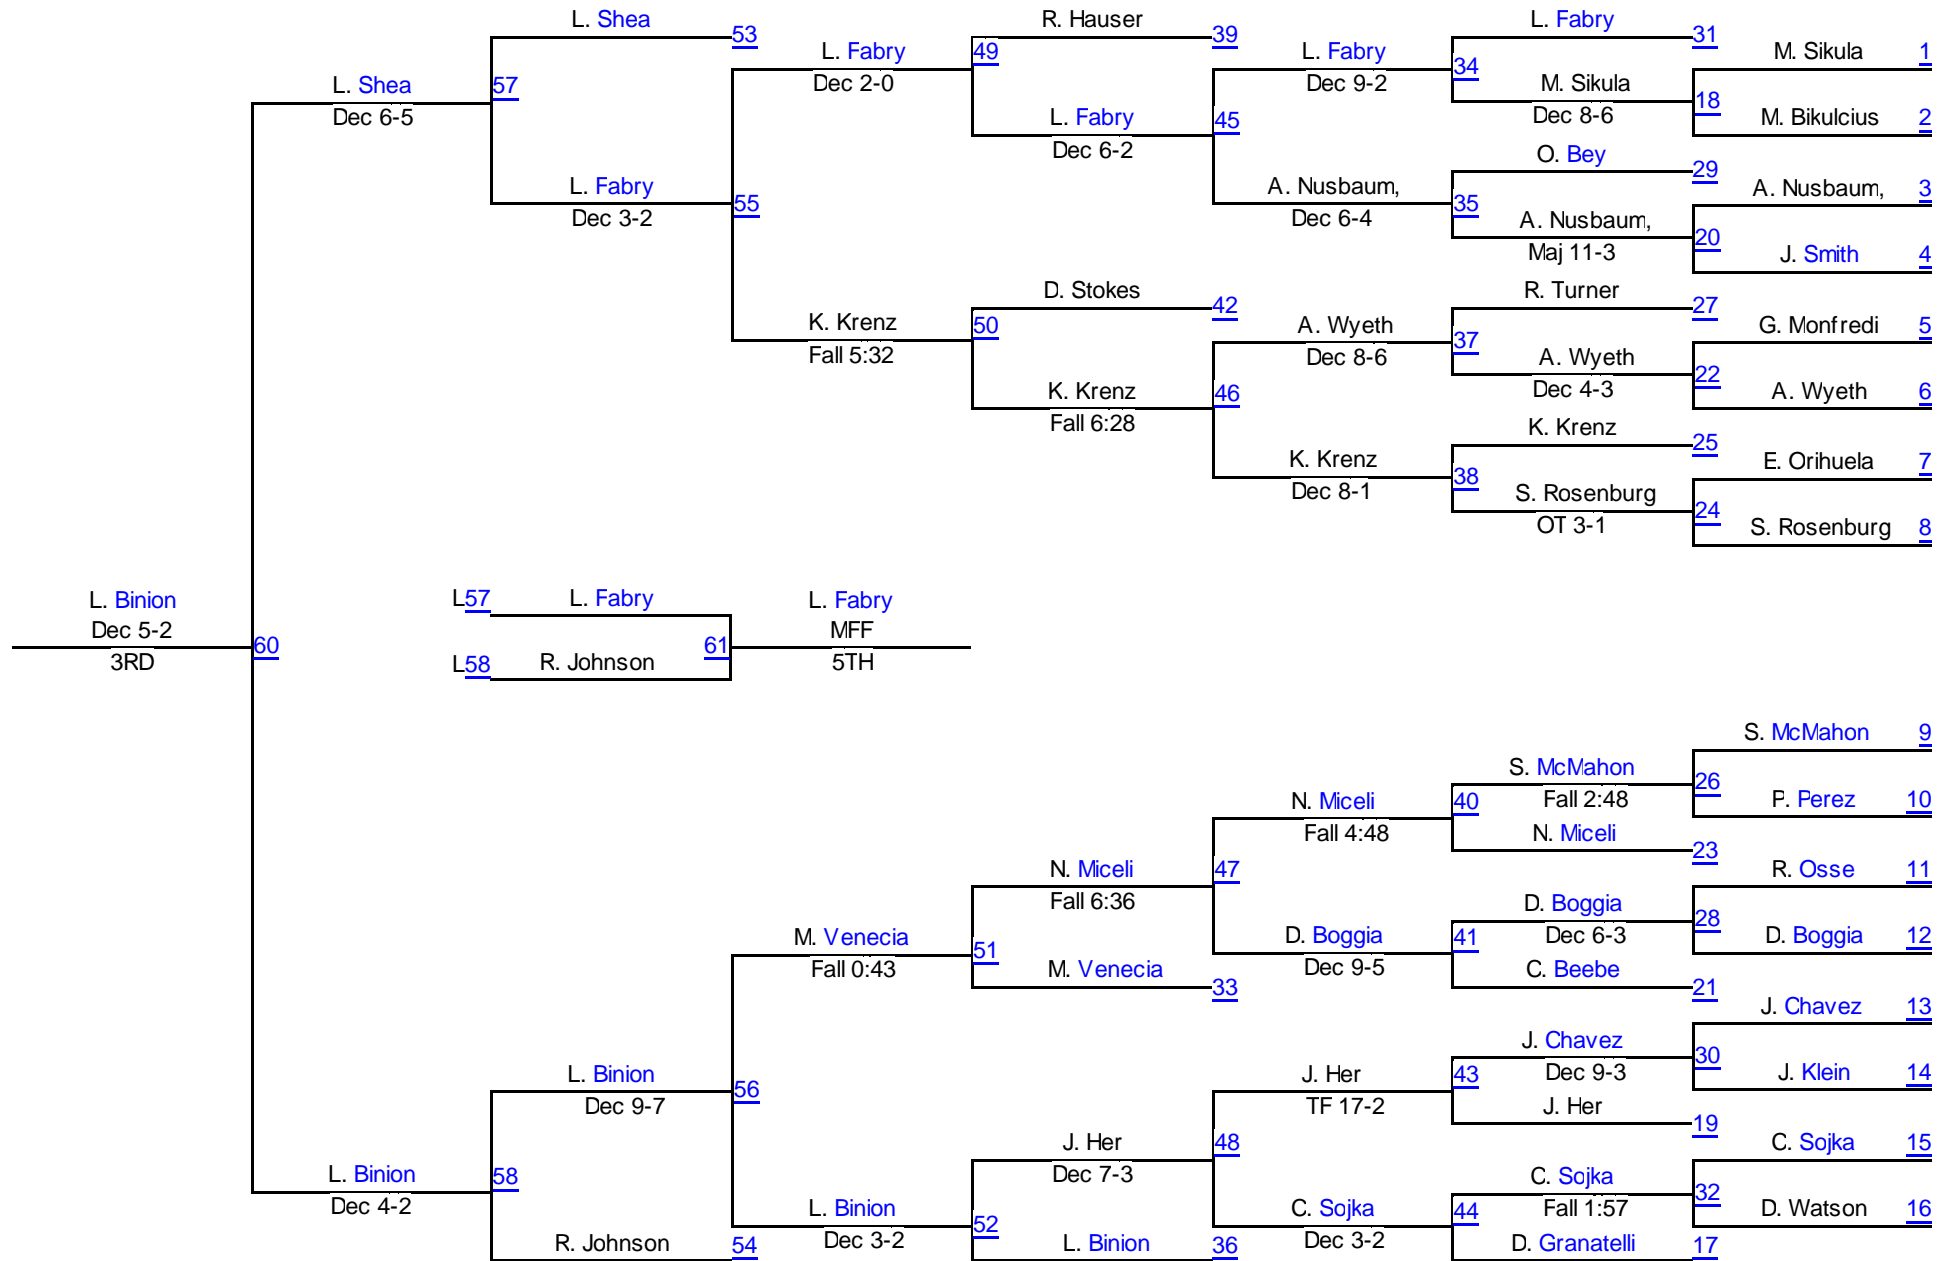 L. Shea
53
R. Hauser
39
L. Fabry
31
L. Fabry
49
L. Fabry
M. Sikula
1
Dec 2-0
Dec 9-2
34
M. Sikula
18
L. Shea
57
Dec 8-6
M. Bikulcius
2
Dec 6-5
L. Fabry
45
Dec 6-2
O. Bey
29
L. Fabry
55
A. Nusbaum,
35
A. Nusbaum,
3
Dec 3-2
Dec 6-4
A. Nusbaum,
20
Maj 11-3
J. Smith
4
D. Stokes
42
R. Turner
27
K. Krenz
50
A. Wyeth
37
G. Monfredi
5
Fall 5:32
Dec 8-6
A. Wyeth
22
K. Krenz
46
Dec 4-3
A. Wyeth
6
Fall 6:28
K. Krenz
25
K. Krenz
38
E. Orihuela
7
Dec 8-1
S. Rosenburg
24
OT 3-1
S. Rosenburg
8
L. Binion
L57
L. Fabry
L. Fabry
Dec 5-2
60
61
MFF
3RD
L58
R. Johnson
5TH
S. McMahon
9
S. McMahon
26
N. Miceli
40
Fall 2:48
P. Perez
10
Fall 4:48
N. Miceli
23
N. Miceli
47
R. Osse
11
Fall 6:36
D. Boggia
28
M. Venecia
51
D. Boggia
41
Dec 6-3
D. Boggia
12
Fall 0:43
M. Venecia
33
Dec 9-5
C. Beebe
21
J. Chavez
13
J. Chavez
30
L. Binion
56
J. Her
43
Dec 9-3
J. Klein
14
Dec 9-7
TF 17-2
J. Her
19
J. Her
48
C. Sojka
15
L. Binion
58
Dec 7-3
C. Sojka
32
Dec 4-2
L. Binion
52
C. Sojka
44
Fall 1:57
D. Watson
16
R. Johnson
54
Dec 3-2
L. Binion
36
Dec 3-2
D. Granatelli
17